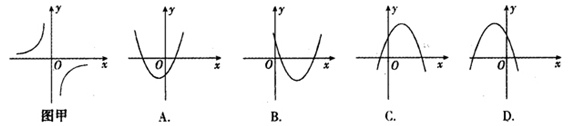 y y y y y
O x O x O x O x O x
图甲 A. B. C. D.